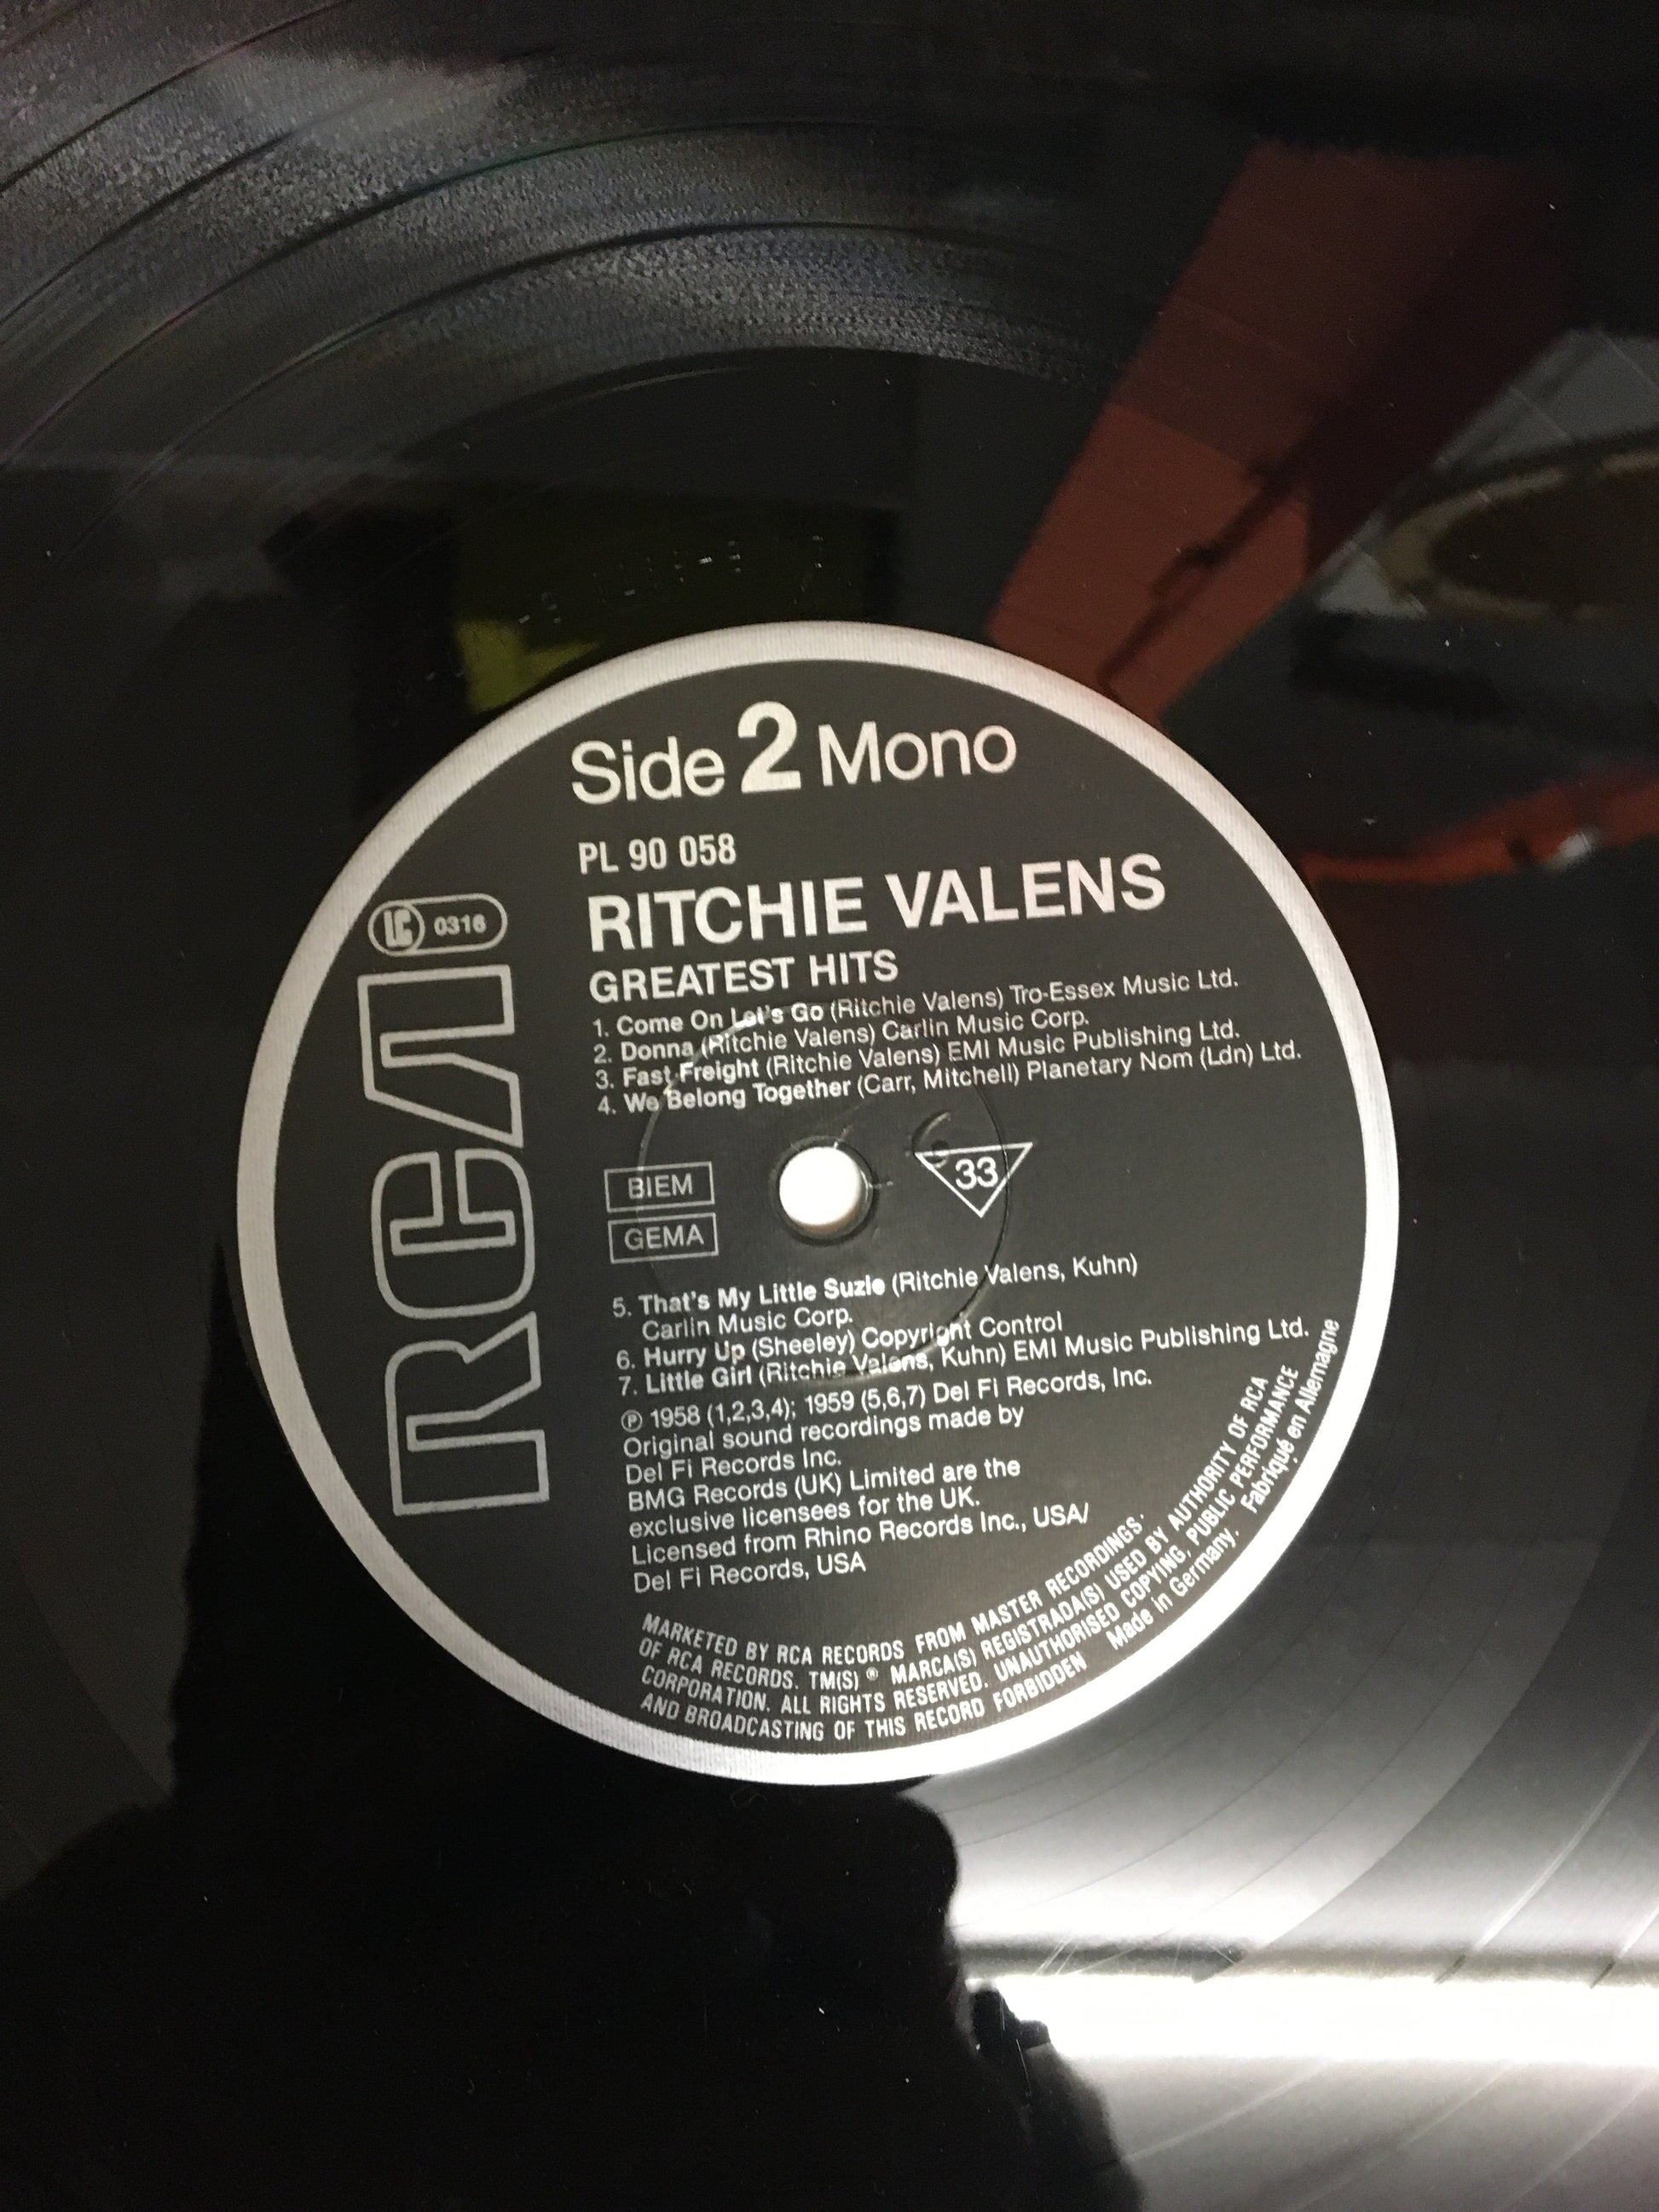 Side 2 Mono
PL 90 058
RITCHIE VALENS
GREATEST HITS
1. Come On Let's Go (Ritchie Valens) Tro-Essex Music Ltd.
2. Donna (Ritchie Valens) Carlin Music Corp.
3. Fast Freight (Ritchie Valens) EMI Music Publishing Ltd.
4. We Belong Together (Carr, Mitchell) Planetary Nom (Ldn) Ltd.
LC 0316
RCA
BIEM
GEMA
33
5. That's My Little Suzie (Ritchie Valens, Kuhn)
Carlin Music Corp.
6. Hurry Up (Sheeley) Copyright Control
7. Little Girl (Ritchie Valens, Kuhn) EMI Music Publishing Ltd.
℗ 1958 (1,2,3,4); 1959 (5,6,7) Del Fi Records, Inc.
Original sound recordings made by
Del Fi Records Inc.
BMG Records (UK) Limited are the
exclusive licensees for the UK.
Licensed from Rhino Records Inc., USA/
Del Fi Records, USA
MARKETED BY RCA RECORDS FROM MASTER RECORDINGS.
OF RCA RECORDS. TM(S) ® MARCA(S) REGISTRADA(S) USED BY AUTHORITY OF RCA
CORPORATION. ALL RIGHTS RESERVED. UNAUTHORISED COPYING, PUBLIC PERFORMANCE
AND BROADCASTING OF THIS RECORD FORBIDDEN Made in Germany. Fabriqué en Allemagne